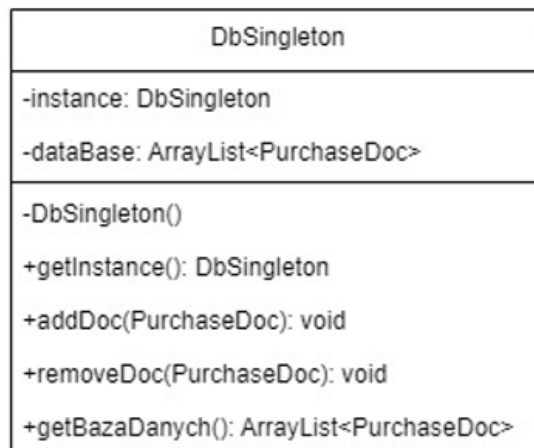 DbSingleton
-instance: DbSingleton
-dataBase: ArrayList<PurchaseDoc>
-DbSingleton()
+getInstance(): DbSingleton
+addDoc(PurchaseDoc): void
+removeDoc(PurchaseDoc): void
+getBazaDanych(): ArrayList<PurchaseDoc>